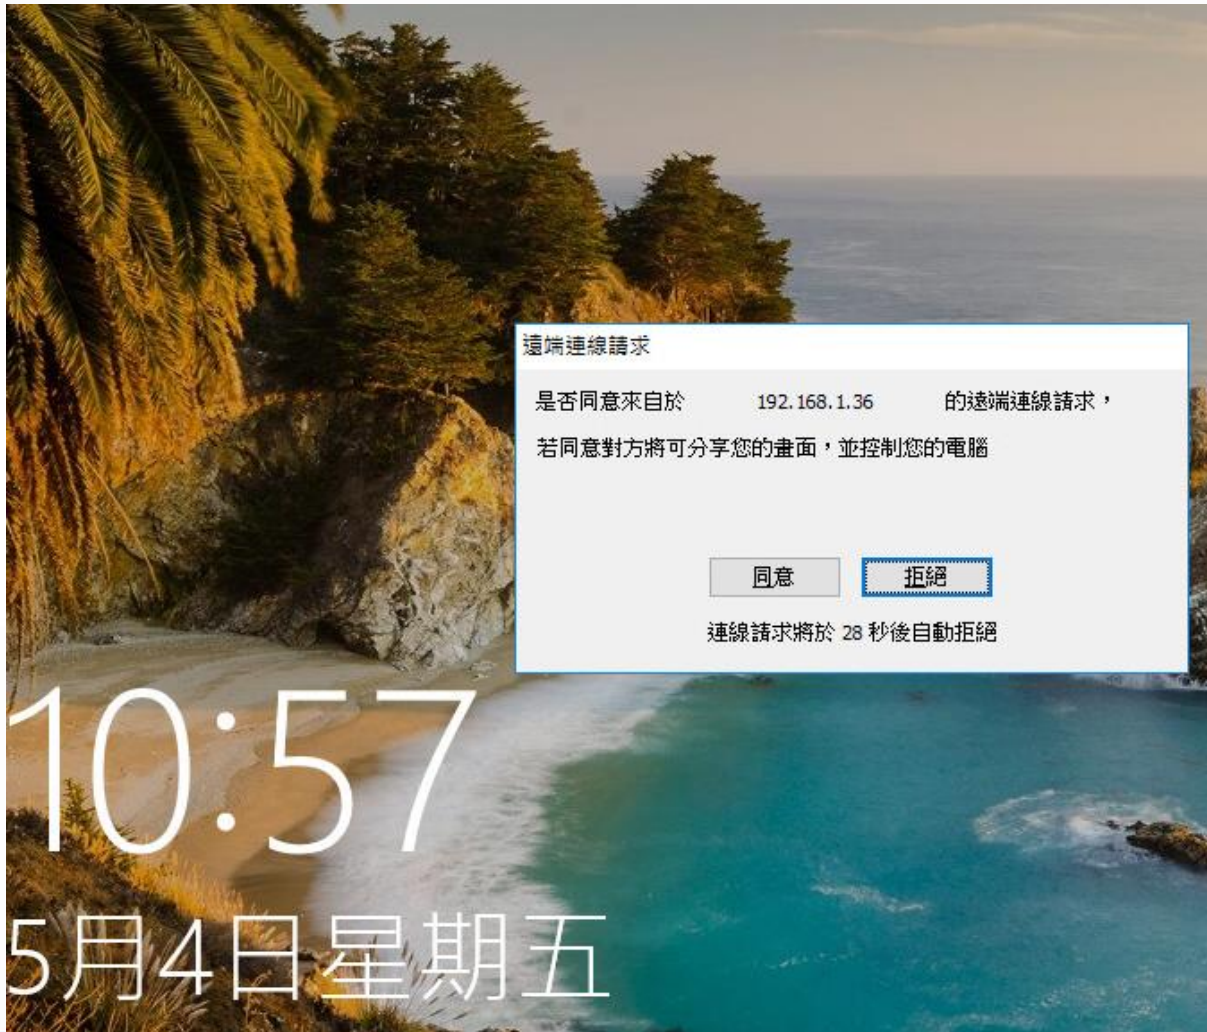 遠端連線請求
是否同意來自於 192.168.1.36 的遠端連線請求，
若同意對方將可分享您的畫面，並控制您的電腦
同意 拒絕
連線請求將於 28 秒後自動拒絕
10:57
5月4日星期五